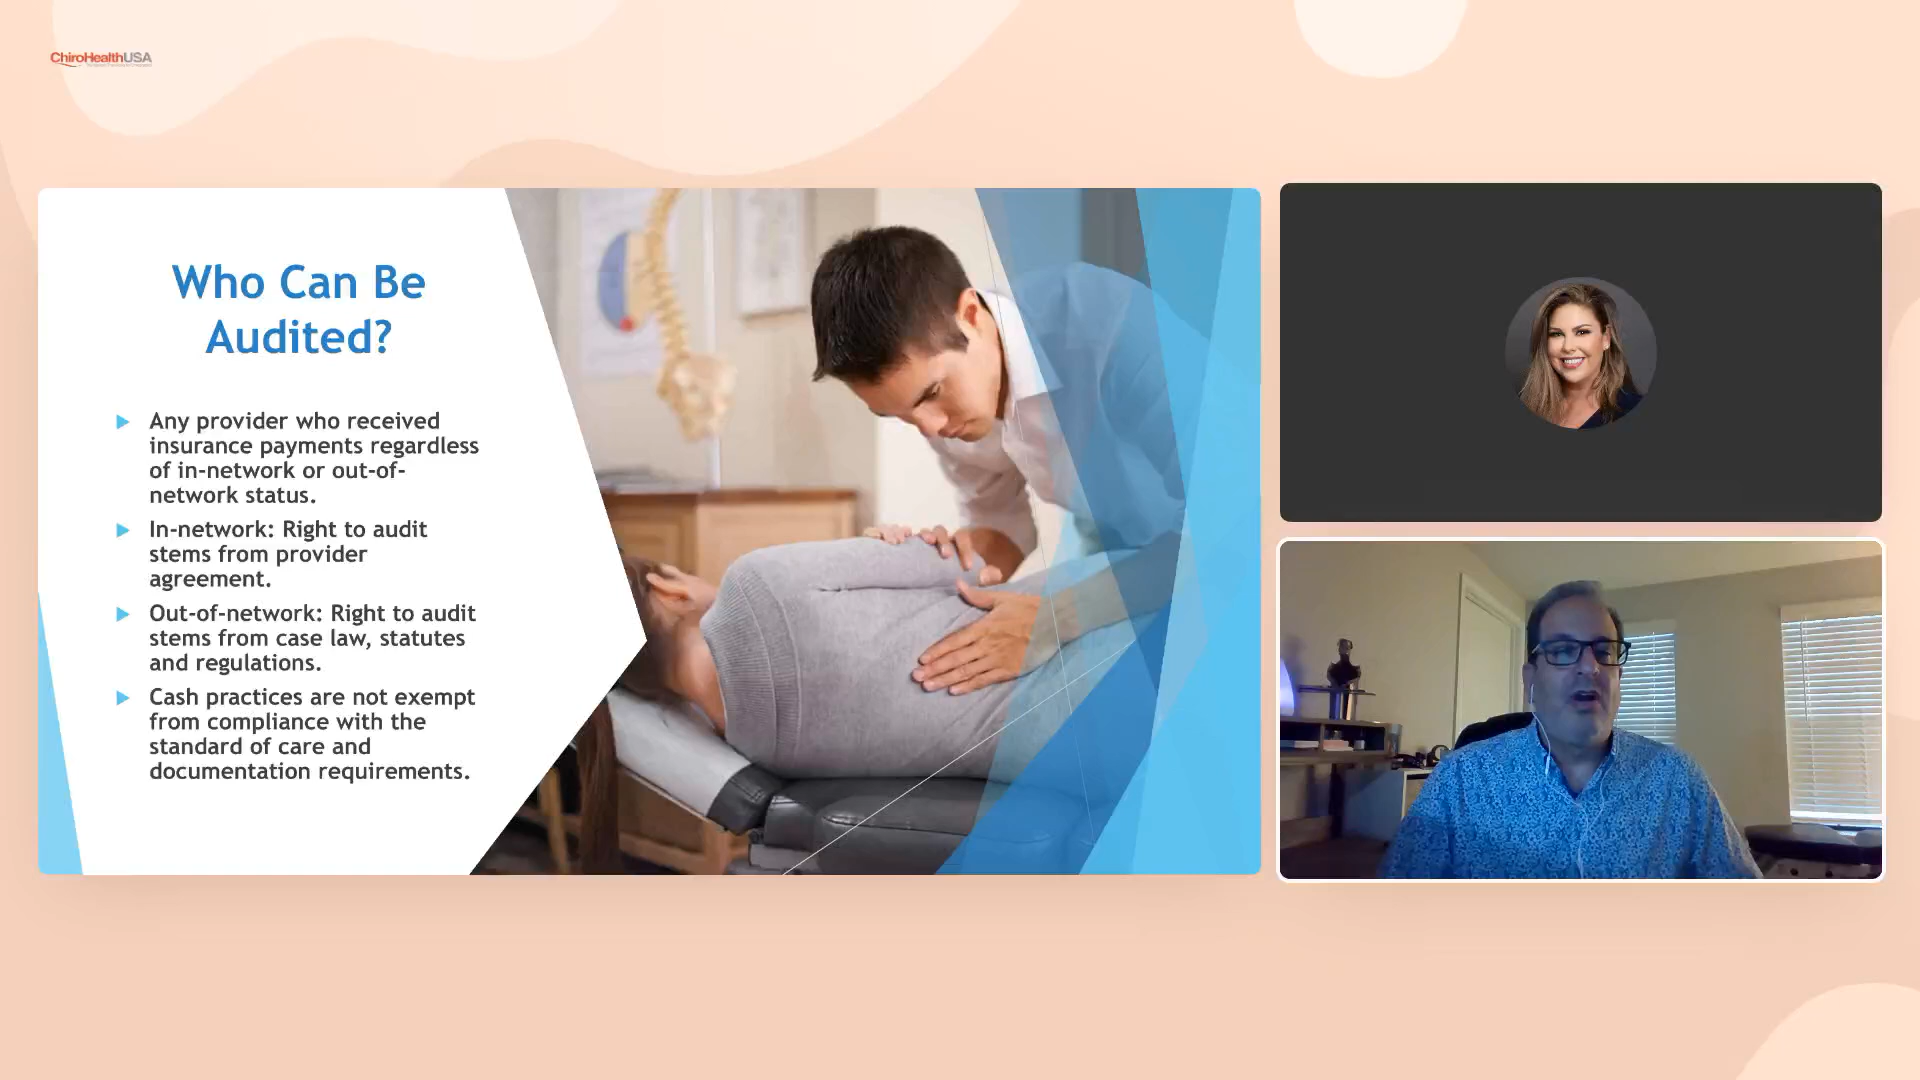 ChiroHealthUSA
Who Can Be
Audited?
Any provider who received
insurance payments regardless
of in-network or out-of-
network status.
In-network: Right to audit
stems from provider
agreement.
Out-of-network: Right to audit
stems from case law, statutes
and regulations.
Cash practices are not exempt
from compliance with the
standard of care and
documentation requirements.